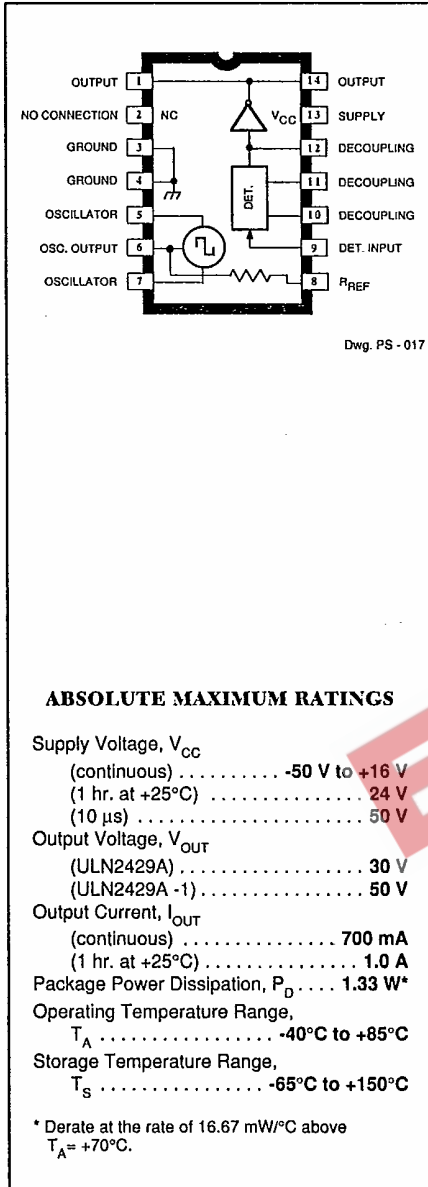 OUTPUT 1 14 OUTPUT
NO CONNECTION 2 NC VCC 13 SUPPLY
GROUND 3 12 DECOUPLING
GROUND 4 DET. 11 DECOUPLING
OSCILLATOR 5 10 DECOUPLING
OSC. OUTPUT 6 9 DET. INPUT
OSCILLATOR 7 8 RREF
Dwg. PS - 017
ABSOLUTE MAXIMUM RATINGS
Supply Voltage, VCC
(continuous) . . . . . . . . . . -50 V to +16 V
(1 hr. at +25°C) . . . . . . . . . . . . . . . . 24 V
(10 µs) . . . . . . . . . . . . . . . . . . . . . . . 50 V
Output Voltage, VOUT
(ULN2429A) . . . . . . . . . . . . . . . . . . 30 V
(ULN2429A -1) . . . . . . . . . . . . . . . . . 50 V
Output Current, IOUT
(continuous) . . . . . . . . . . . . . . . . 700 mA
(1 hr. at +25°C) . . . . . . . . . . . . . . . 1.0 A
Package Power Dissipation, PD . . . . 1.33 W*
Operating Temperature Range,
TA . . . . . . . . . . . . . . . . . . -40°C to +85°C
Storage Temperature Range,
TS . . . . . . . . . . . . . . . . -65°C to +150°C
* Derate at the rate of 16.67 mW/°C above
TA= +70°C.